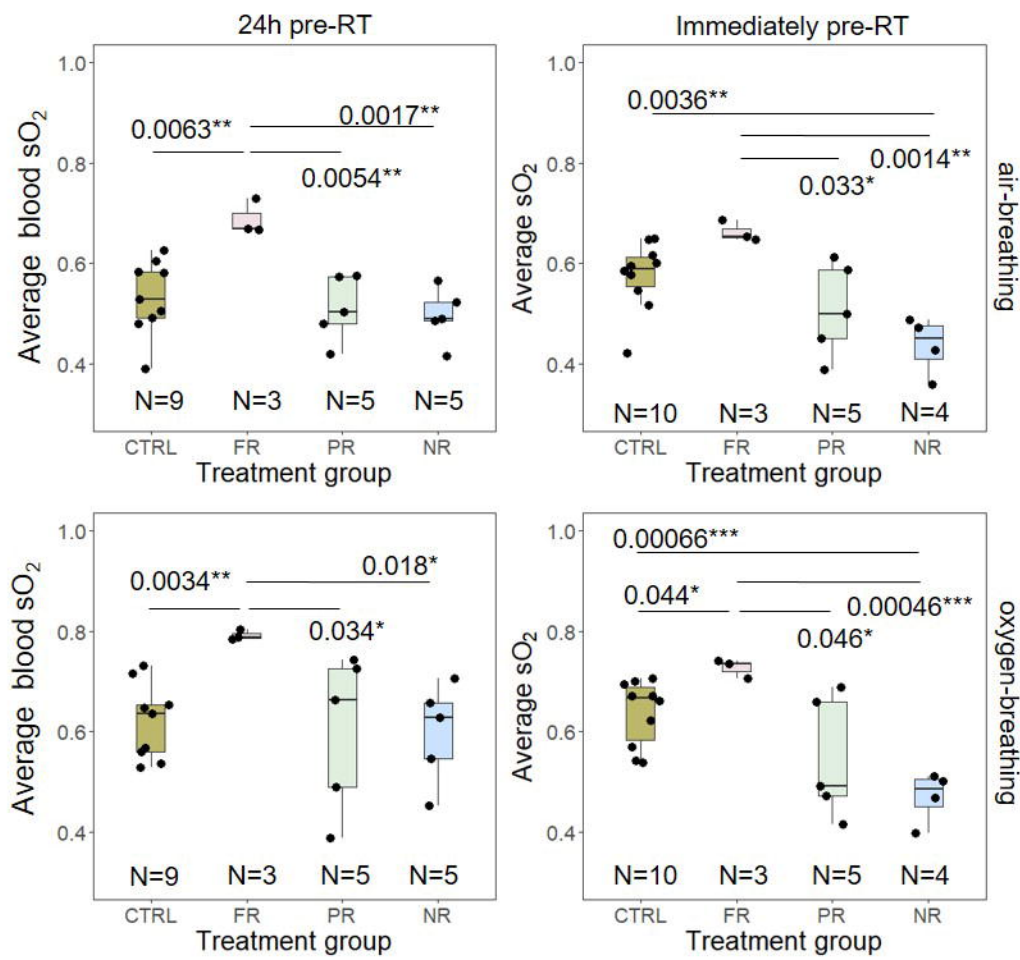 24h pre-RT
Immediately pre-RT
Average blood sO2
1.0
0.8
0.6
0.4
0.0063**
0.0017**
0.0054**
N=9 N=3 N=5 N=5
CTRL FR PR NR
Treatment group
Average sO2
1.0
0.8
0.6
0.4
0.0036**
0.0014**
0.033*
N=10 N=3 N=5 N=4
CTRL FR PR NR
Treatment group
air-breathing
Average blood sO2
1.0
0.8
0.6
0.4
0.0034**
0.018*
0.034*
N=9 N=3 N=5 N=5
CTRL FR PR NR
Treatment group
Average sO2
1.0
0.8
0.6
0.4
0.00066***
0.044*
0.00046***
0.046*
N=10 N=3 N=5 N=4
CTRL FR PR NR
Treatment group
oxygen-breathing